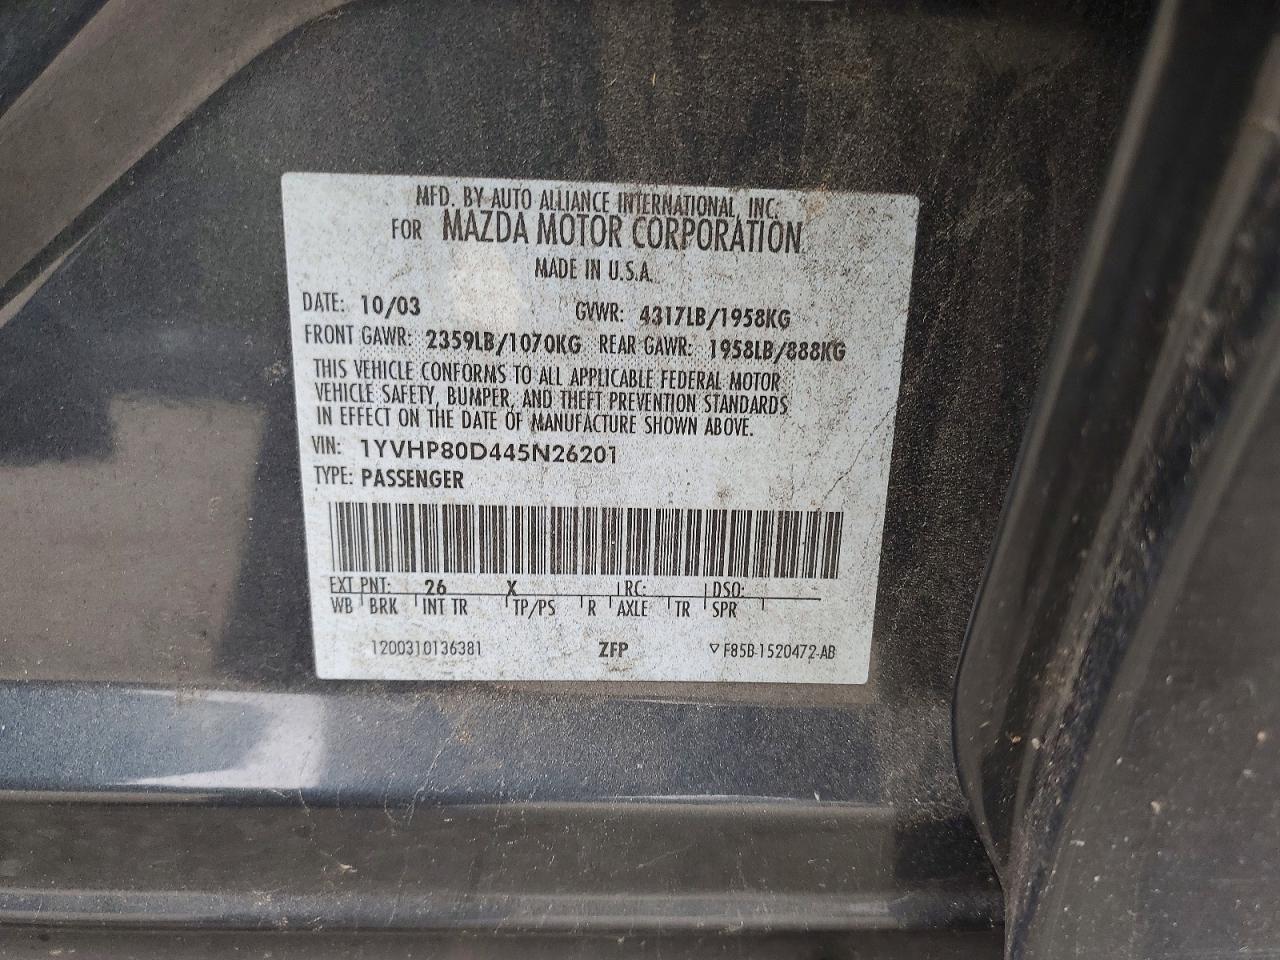 MFD. BY AUTO ALLIANCE INTERNATIONAL, INC.
FOR MAZDA MOTOR CORPORATION
MADE IN U.S.A.
DATE: 10/03 GVWR: 4317LB/1958KG
FRONT GAWR: 2359LB/1070KG REAR GAWR: 1958LB/888KG
THIS VEHICLE CONFORMS TO ALL APPLICABLE FEDERAL MOTOR
VEHICLE SAFETY, BUMPER, AND THEFT PREVENTION STANDARDS
IN EFFECT ON THE DATE OF MANUFACTURE SHOWN ABOVE.
VIN: 1YVHP80D445N26201
TYPE: PASSENGER
EXT PNT: 26 X RC: DSO:
WB BRK INT TR TP/PS R AXLE TR SPR
1200310136381 ZFP ▽ F85B-1520472-AB